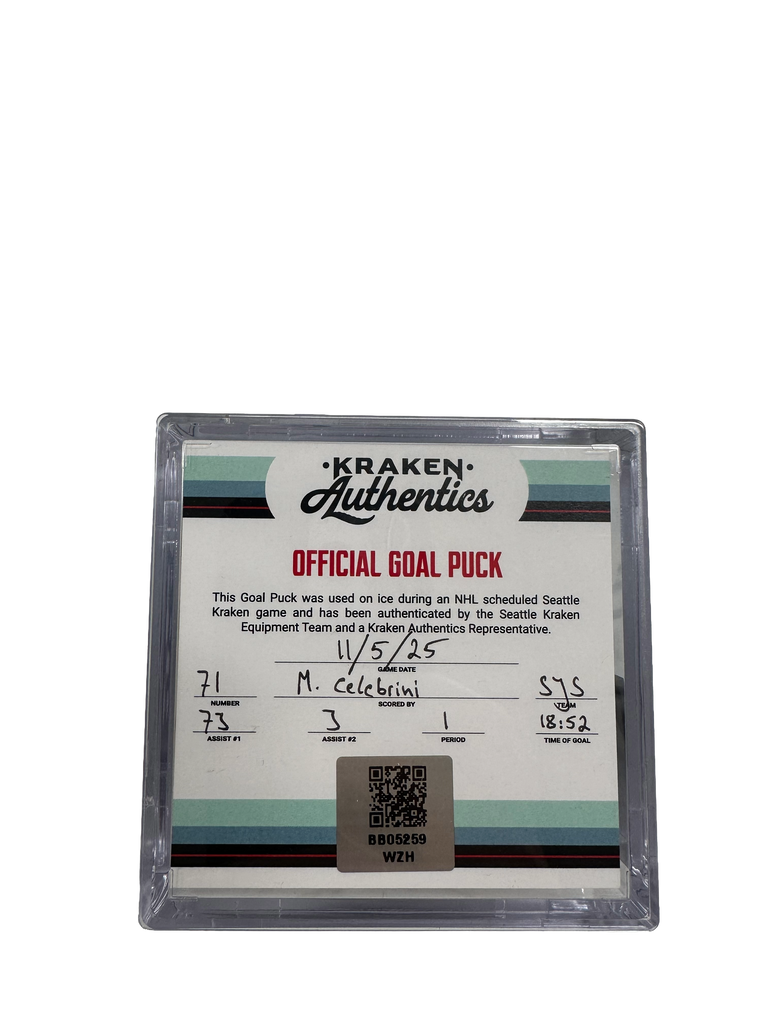 ·KRAKEN·
Authentics
OFFICIAL GOAL PUCK
This Goal Puck was used on ice during an NHL scheduled Seattle
Kraken game and has been authenticated by the Seattle Kraken
Equipment Team and a Kraken Authentics Representative.
11/5/25
GAME DATE
71 M. Celebrini SJS
NUMBER SCORED BY TEAM
73 3 1 18:52
ASSIST #1 ASSIST #2 PERIOD TIME OF GOAL
BB05259
WZH